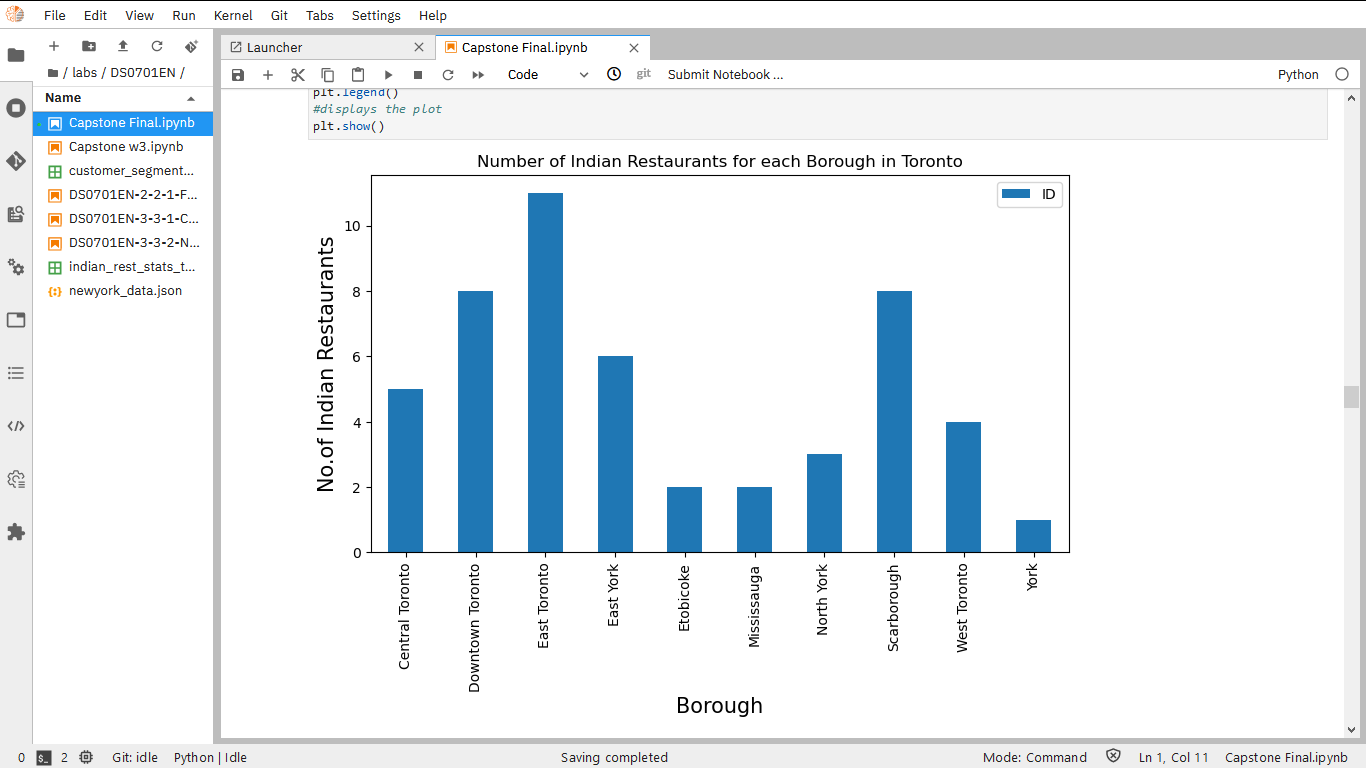 File Edit View Run Kernel Git Tabs Settings Help
/ labs / DS0701EN /
Name
Capstone Final.ipynb
Capstone w3.ipynb
customer_segment...
DS0701EN-2-2-1-F...
DS0701EN-3-3-1-C...
DS0701EN-3-3-2-N...
indian_rest_stats_t...
newyork_data.json
Launcher
Capstone Final.ipynb
Code
git
Submit Notebook ...
Python
plt.legend()
#displays the plot
plt.show()
Number of Indian Restaurants for each Borough in Toronto
ID
No.of Indian Restaurants
10
8
6
4
2
0
Central Toronto
Downtown Toronto
East Toronto
East York
Etobicoke
Mississauga
North York
Scarborough
West Toronto
York
Borough
0 $_ 2 Git: idle Python | Idle Saving completed Mode: Command Ln 1, Col 11 Capstone Final.ipynb